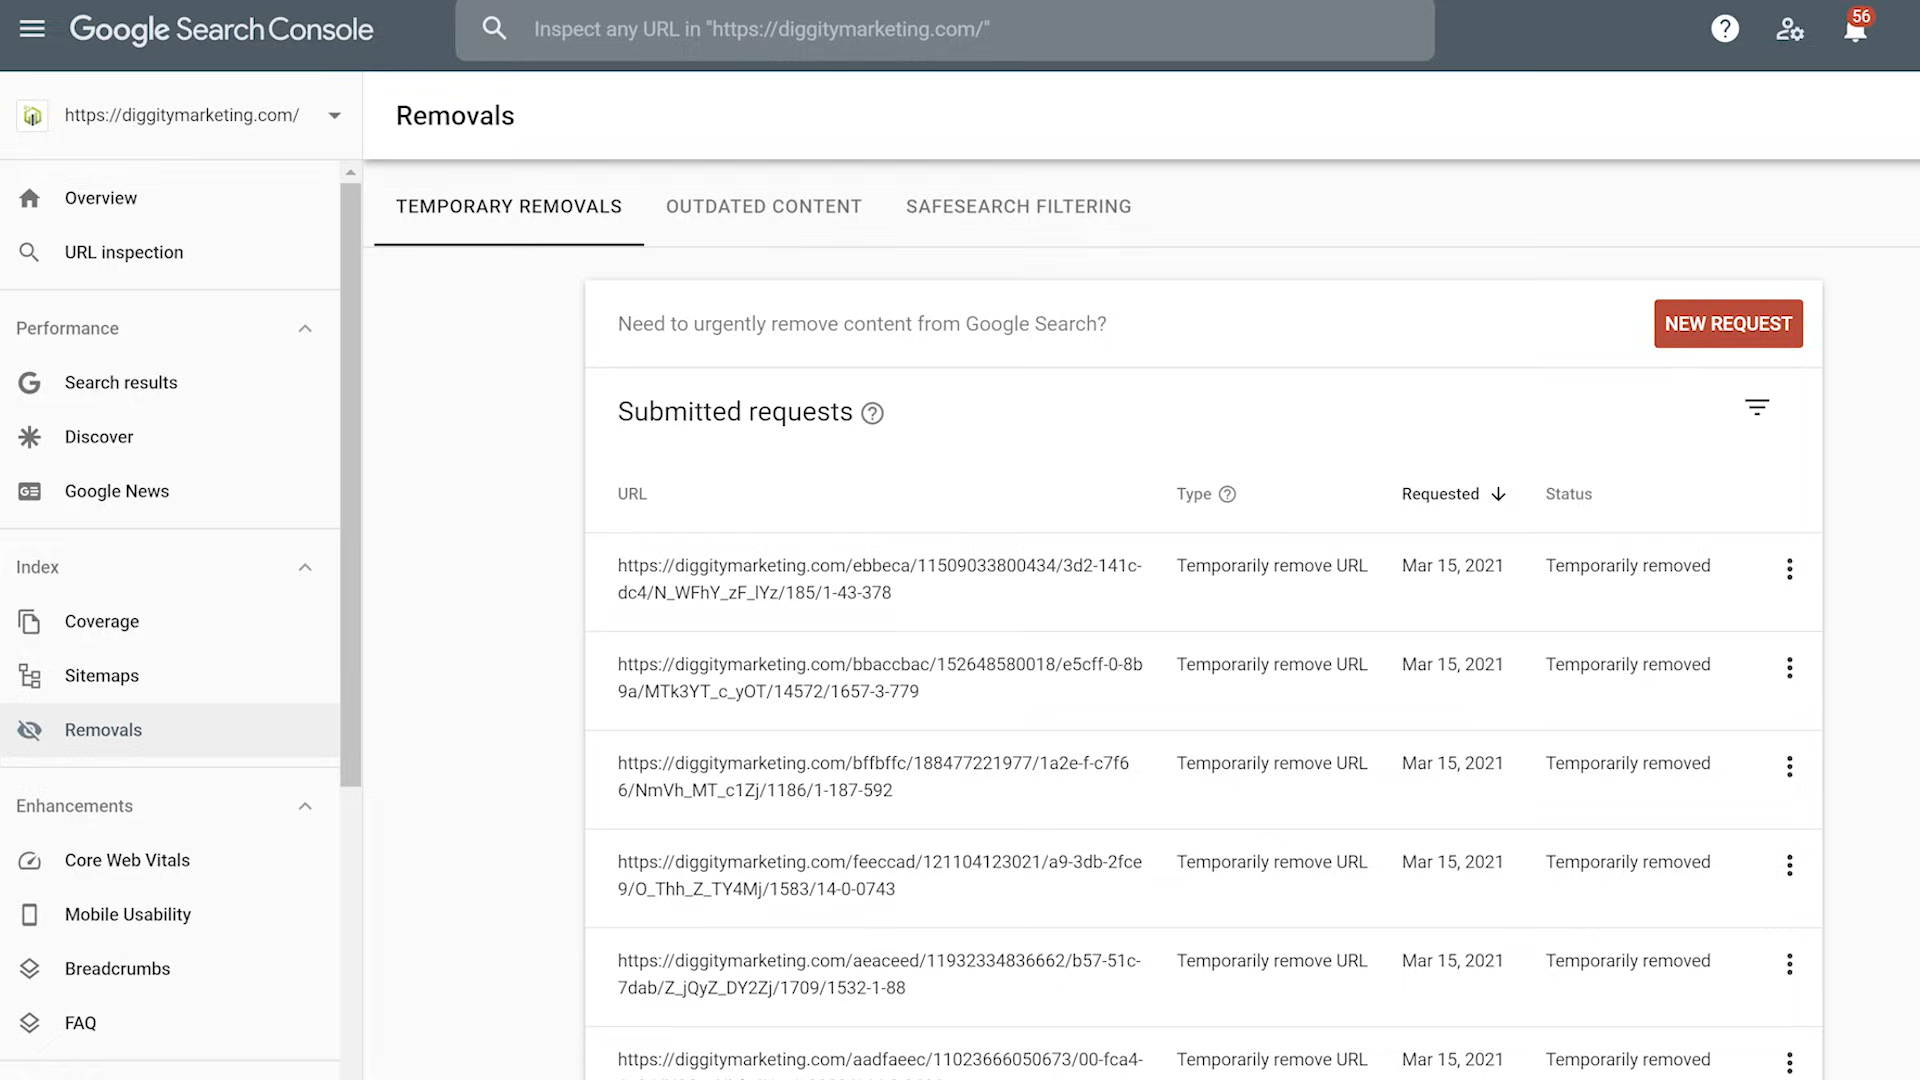 Google Search Console
Inspect any URL in "https://diggitymarketing.com/"
56
https://diggitymarketing.com/
Removals
Overview
URL inspection
Performance
Search results
Discover
Google News
Index
Coverage
Sitemaps
Removals
Enhancements
Core Web Vitals
Mobile Usability
Breadcrumbs
FAQ
TEMPORARY REMOVALS OUTDATED CONTENT SAFESEARCH FILTERING
Need to urgently remove content from Google Search? NEW REQUEST
Submitted requests
URL Type Requested Status
https://diggitymarketing.com/ebbeca/11509033800434/3d2-141c- Temporarily remove URL Mar 15, 2021 Temporarily removed
dc4/N_WFhY_zF_lYz/185/1-43-378
https://diggitymarketing.com/bbaccbac/152648580018/e5cff-0-8b Temporarily remove URL Mar 15, 2021 Temporarily removed
9a/MTk3YT_c_yOT/14572/1657-3-779
https://diggitymarketing.com/bffbffc/188477221977/1a2e-f-c7f6 Temporarily remove URL Mar 15, 2021 Temporarily removed
6/NmVh_MT_c1Zj/1186/1-187-592
https://diggitymarketing.com/feeccad/121104123021/a9-3db-2fce Temporarily remove URL Mar 15, 2021 Temporarily removed
9/O_Thh_Z_TY4Mj/1583/14-0-0743
https://diggitymarketing.com/aeaceed/11932334836662/b57-51c- Temporarily remove URL Mar 15, 2021 Temporarily removed
7dab/Z_jQyZ_DY2Zj/1709/1532-1-88
https://diggitymarketing.com/aadfaeec/11023666050673/00-fca4- Temporarily remove URL Mar 15, 2021 Temporarily removed